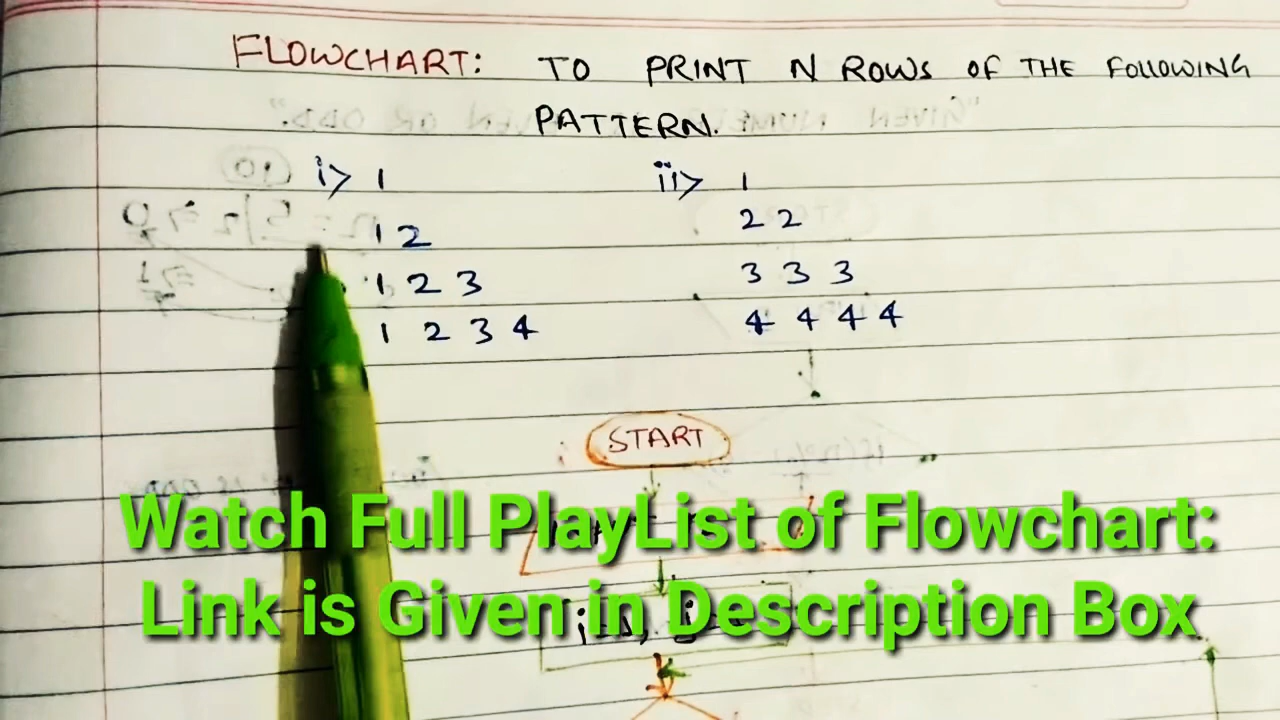 FLOWCHART: TO PRINT N ROWS OF THE FOLLOWING
PATTERN.
i> 1
1 2
1 2 3
1 2 3 4
ii> 1
2 2
3 3 3
4 4 4 4
START
Watch Full PlayList of Flowchart:
Link is Given in Description Box